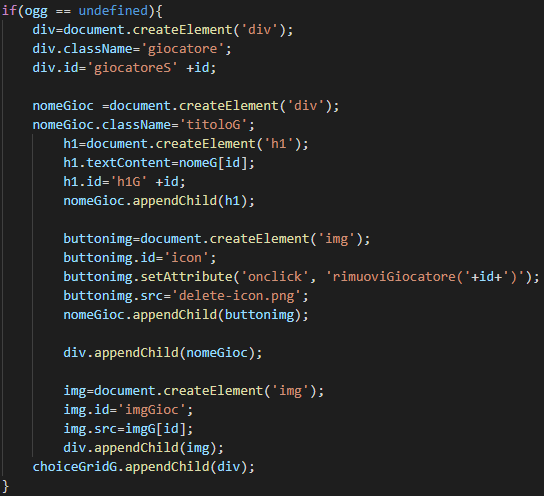 if(ogg == undefined){
    div=document.createElement('div');
    div.className='giocatore';
    div.id='giocatoreS' +id;

    nomeGioc =document.createElement('div');
    nomeGioc.className='titoloG';
        h1=document.createElement('h1');
        h1.textContent=nomeG[id];
        h1.id='h1G' +id;
        nomeGioc.appendChild(h1);

        buttonimg=document.createElement('img');
        buttonimg.id='icon';
        buttonimg.setAttribute('onclick', 'rimuoviGiocatore('+id+')');
        buttonimg.src='delete-icon.png';
        nomeGioc.appendChild(buttonimg);

        div.appendChild(nomeGioc);

        img=document.createElement('img');
        img.id='imgGioc';
        img.src=imgG[id];
        div.appendChild(img);
    choiceGridG.appendChild(div);
}